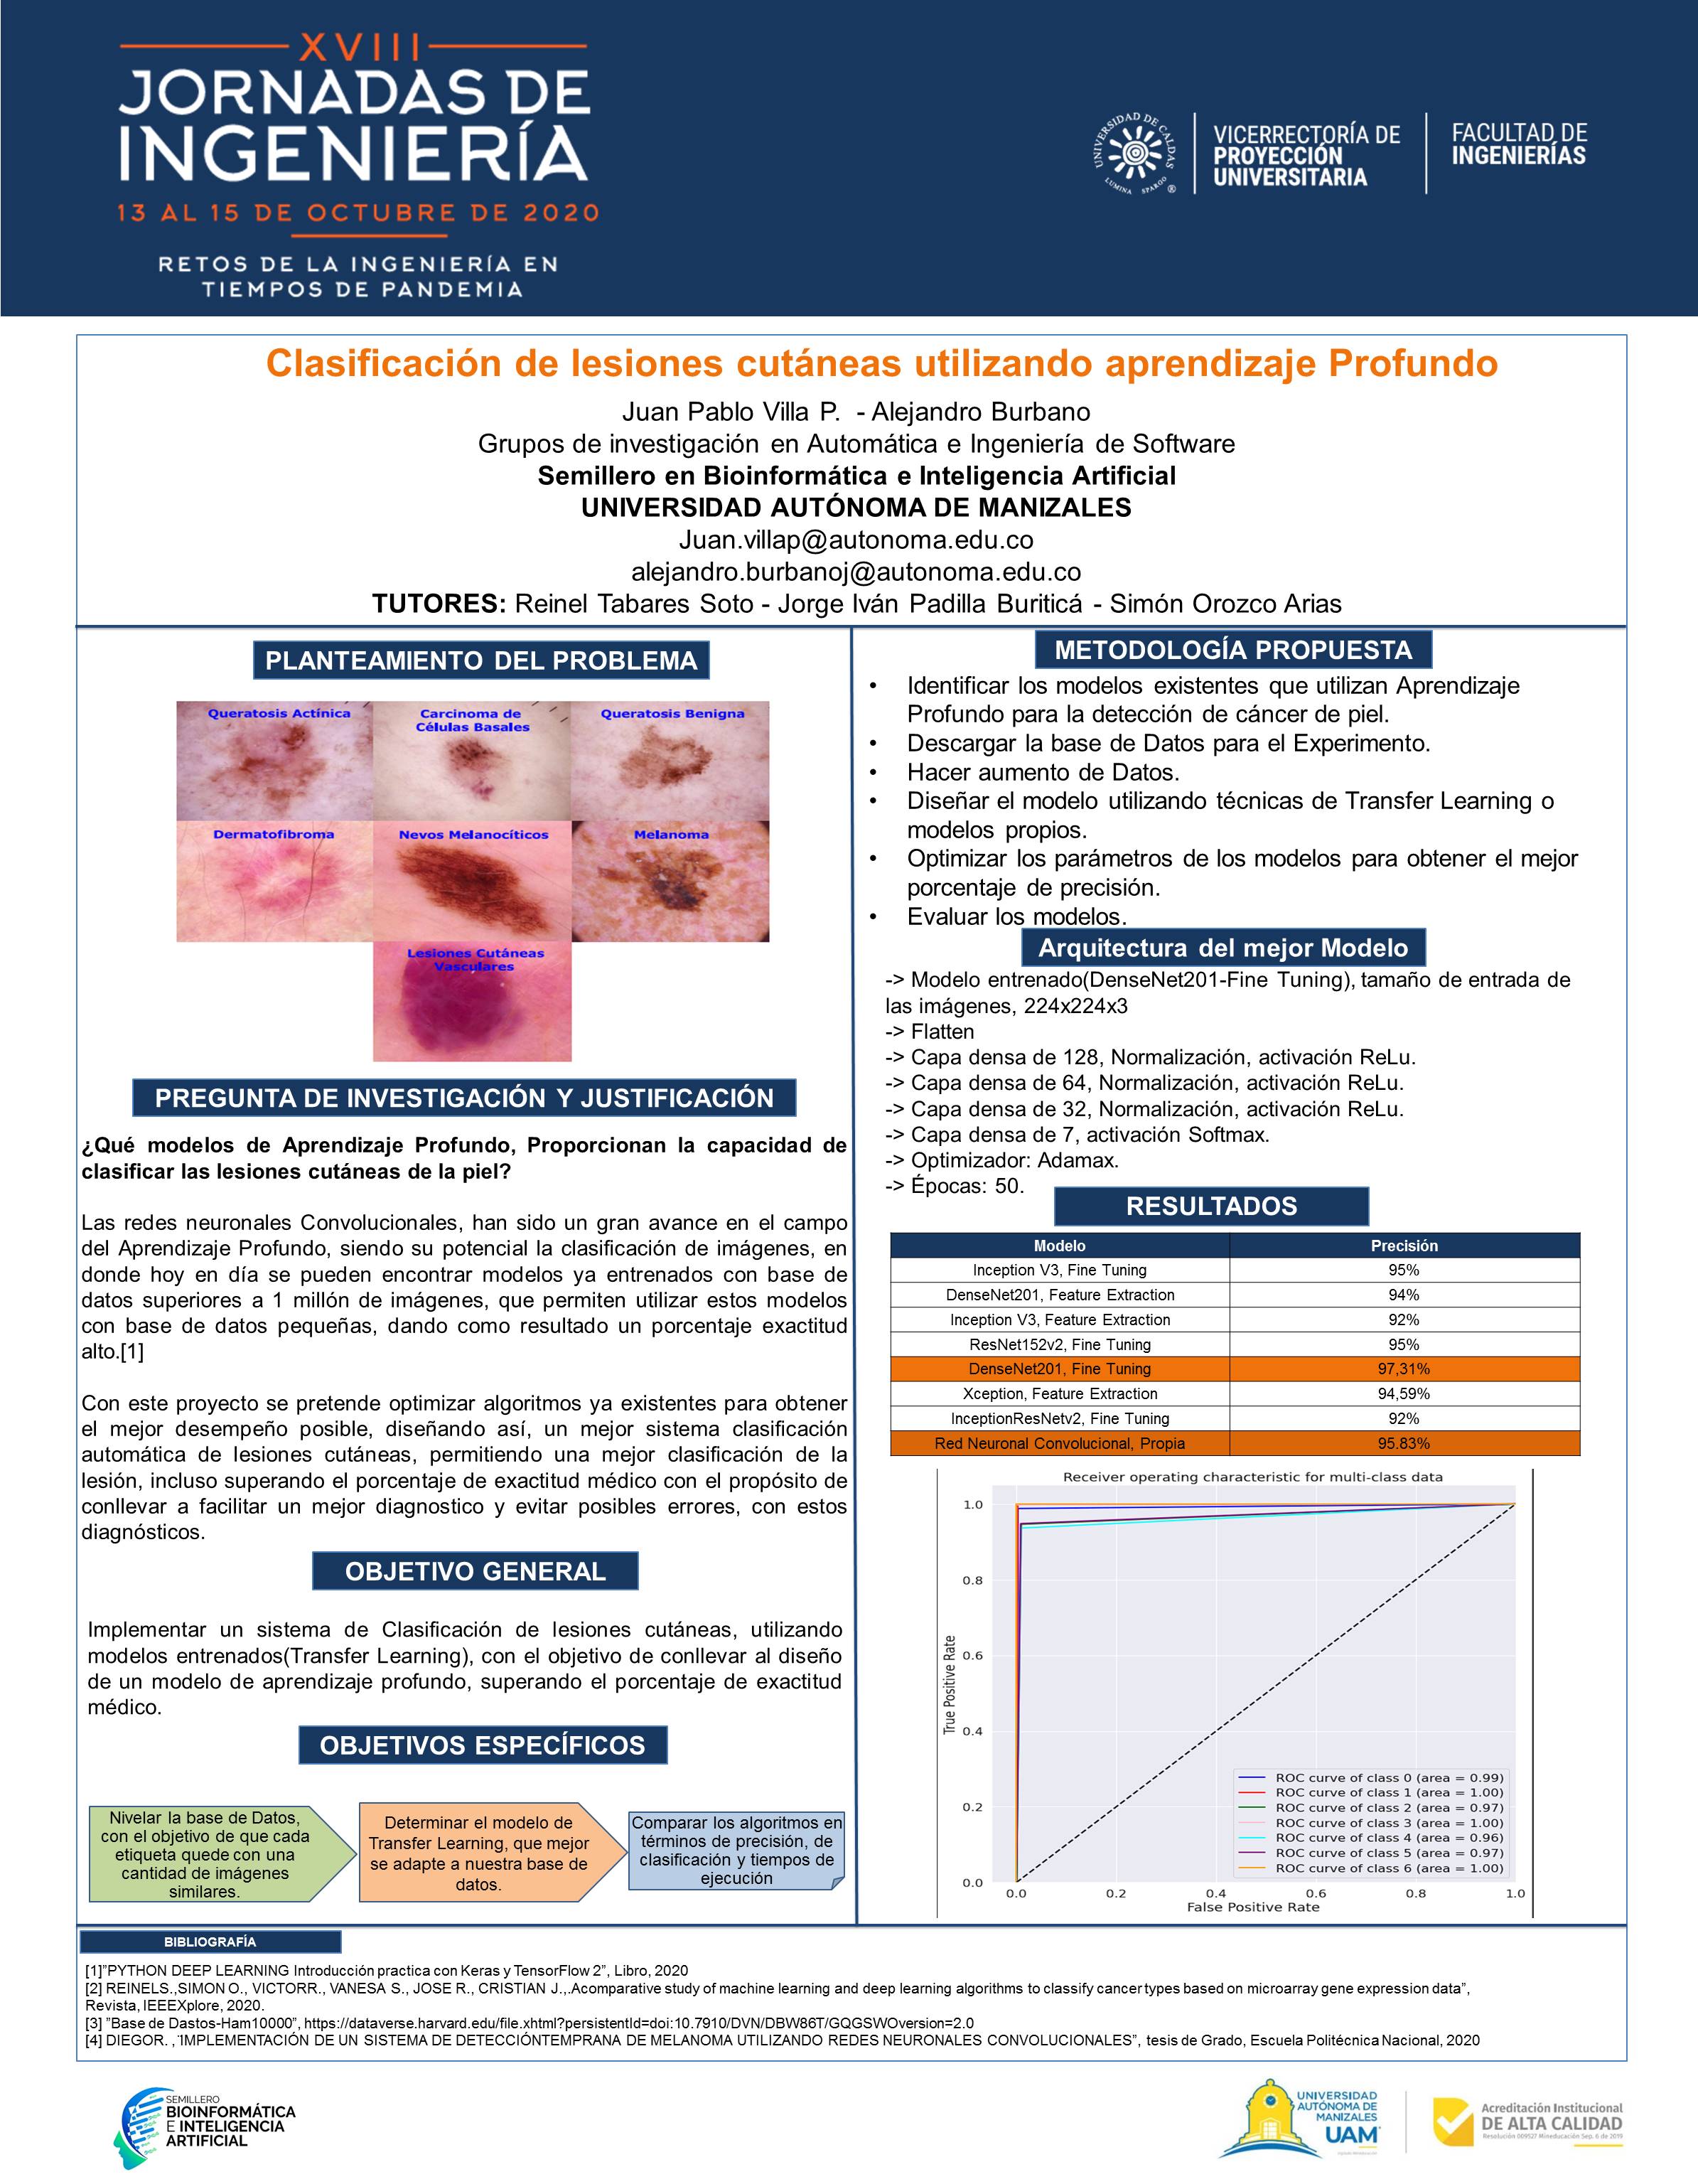 XVIII
JORNADAS DE
INGENIERÍA
13 AL 15 DE OCTUBRE DE 2020
RETOS DE LA INGENIERÍA EN
TIEMPOS DE PANDEMIA
UNIVERSIDAD DE CALDAS
LUMINA SPARGO
®
VICERRECTORÍA DE
PROYECCIÓN
UNIVERSITARIA
FACULTAD DE
INGENIERÍAS
Clasificación de lesiones cutáneas utilizando aprendizaje Profundo
Juan Pablo Villa P. - Alejandro Burbano
Grupos de investigación en Automática e Ingeniería de Software
Semillero en Bioinformática e Inteligencia Artificial
UNIVERSIDAD AUTÓNOMA DE MANIZALES
Juan.villap@autonoma.edu.co
alejandro.burbanoj@autonoma.edu.co
TUTORES: Reinel Tabares Soto - Jorge Iván Padilla Buriticá - Simón Orozco Arias
PLANTEAMIENTO DEL PROBLEMA
Queratosis Actínica
Carcinoma de
Células Basales
Queratosis Benigna
Dermatofibroma
Nevos Melanocíticos
Melanoma
Lesiones Cutáneas
Vasculares
PREGUNTA DE INVESTIGACIÓN Y JUSTIFICACIÓN
¿Qué modelos de Aprendizaje Profundo, Proporcionan la capacidad de
clasificar las lesiones cutáneas de la piel?
Las redes neuronales Convolucionales, han sido un gran avance en el campo
del Aprendizaje Profundo, siendo su potencial la clasificación de imágenes, en
donde hoy en día se pueden encontrar modelos ya entrenados con base de
datos superiores a 1 millón de imágenes, que permiten utilizar estos modelos
con base de datos pequeñas, dando como resultado un porcentaje exactitud
alto.[1]
Con este proyecto se pretende optimizar algoritmos ya existentes para obtener
el mejor desempeño posible, diseñando así, un mejor sistema clasificación
automática de lesiones cutáneas, permitiendo una mejor clasificación de la
lesión, incluso superando el porcentaje de exactitud médico con el propósito de
conllevar a facilitar un mejor diagnostico y evitar posibles errores, con estos
diagnósticos.
OBJETIVO GENERAL
Implementar un sistema de Clasificación de lesiones cutáneas, utilizando
modelos entrenados(Transfer Learning), con el objetivo de conllevar al diseño
de un modelo de aprendizaje profundo, superando el porcentaje de exactitud
médico.
OBJETIVOS ESPECÍFICOS
Nivelar la base de Datos,
con el objetivo de que cada
etiqueta quede con una
cantidad de imágenes
similares.
Determinar el modelo de
Transfer Learning, que mejor
se adapte a nuestra base de
datos.
Comparar los algoritmos en
términos de precisión, de
clasificación y tiempos de
ejecución
METODOLOGÍA PROPUESTA
• Identificar los modelos existentes que utilizan Aprendizaje
Profundo para la detección de cáncer de piel.
• Descargar la base de Datos para el Experimento.
• Hacer aumento de Datos.
• Diseñar el modelo utilizando técnicas de Transfer Learning o
modelos propios.
• Optimizar los parámetros de los modelos para obtener el mejor
porcentaje de precisión.
• Evaluar los modelos.
Arquitectura del mejor Modelo
-> Modelo entrenado(DenseNet201-Fine Tuning), tamaño de entrada de
las imágenes, 224x224x3
-> Flatten
-> Capa densa de 128, Normalización, activación ReLu.
-> Capa densa de 64, Normalización, activación ReLu.
-> Capa densa de 32, Normalización, activación ReLu.
-> Capa densa de 7, activación Softmax.
-> Optimizador: Adamax.
-> Épocas: 50.
RESULTADOS
Modelo Precisión
Inception V3, Fine Tuning 95%
DenseNet201, Feature Extraction 94%
Inception V3, Feature Extraction 92%
ResNet152v2, Fine Tuning 95%
DenseNet201, Fine Tuning 97,31%
Xception, Feature Extraction 94,59%
InceptionResNetv2, Fine Tuning 92%
Red Neuronal Convolucional, Propia 95.83%
Receiver operating characteristic for multi-class data
1.0
0.8
0.6
0.4
0.2
0.0
True Positive Rate
ROC curve of class 0 (area = 0.99)
ROC curve of class 1 (area = 1.00)
ROC curve of class 2 (area = 0.97)
ROC curve of class 3 (area = 1.00)
ROC curve of class 4 (area = 0.96)
ROC curve of class 5 (area = 0.97)
ROC curve of class 6 (area = 1.00)
0.0 0.2 0.4 0.6 0.8 1.0
False Positive Rate
BIBLIOGRAFÍA
[1]”PYTHON DEEP LEARNING Introducción practica con Keras y TensorFlow 2”, Libro, 2020
[2] REINELS.,SIMON O., VICTORR., VANESA S., JOSE R., CRISTIAN J.,.Acomparative study of machine learning and deep learning algorithms to classify cancer types based on microarray gene expression data”,
Revista, IEEEXplore, 2020.
[3] ”Base de Dastos-Ham10000”, https://dataverse.harvard.edu/file.xhtml?persistentId=doi:10.7910/DVN/DBW86T/GQGSWOversion=2.0
[4] DIEGOR. , ¨IMPLEMENTACIÓN DE UN SISTEMA DE DETECCIÓNTEMPRANA DE MELANOMA UTILIZANDO REDES NEURONALES CONVOLUCIONALES”, tesis de Grado, Escuela Politécnica Nacional, 2020
SEMILLERO
BIOINFORMÁTICA
E INTELIGENCIA
ARTIFICIAL
UNIVERSIDAD
AUTÓNOMA DE
MANIZALES
UAM
Acreditación Institucional
DE ALTA CALIDAD